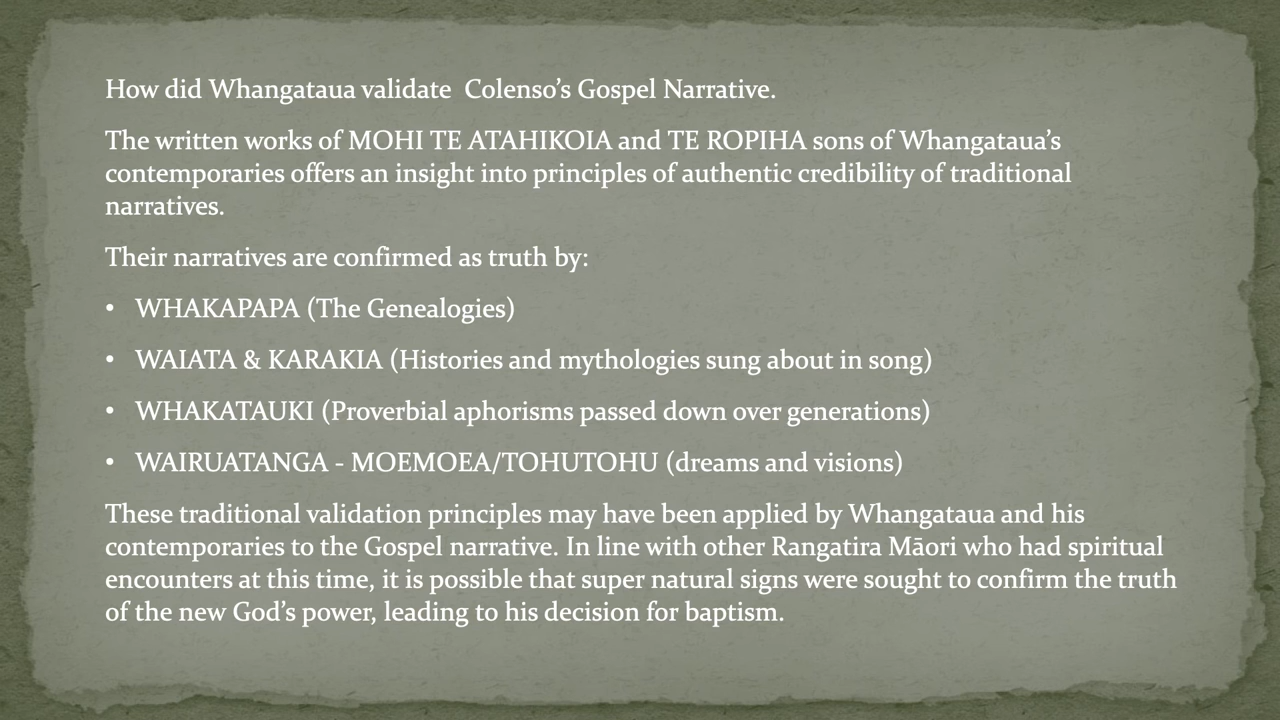 How did Whangataua validate  Colenso’s Gospel Narrative.
The written works of MOHI TE ATAHIKOIA and TE ROPIHA sons of Whangataua’s
contemporaries offers an insight into principles of authentic credibility of traditional
narratives.
Their narratives are confirmed as truth by:
• WHAKAPAPA (The Genealogies)
• WAIATA & KARAKIA (Histories and mythologies sung about in song)
• WHAKATAUKI (Proverbial aphorisms passed down over generations)
• WAIRUATANGA - MOEMOEA/TOHUTOHU (dreams and visions)
These traditional validation principles may have been applied by Whangataua and his
contemporaries to the Gospel narrative. In line with other Rangatira Māori who had spiritual
encounters at this time, it is possible that super natural signs were sought to confirm the truth
of the new God’s power, leading to his decision for baptism.